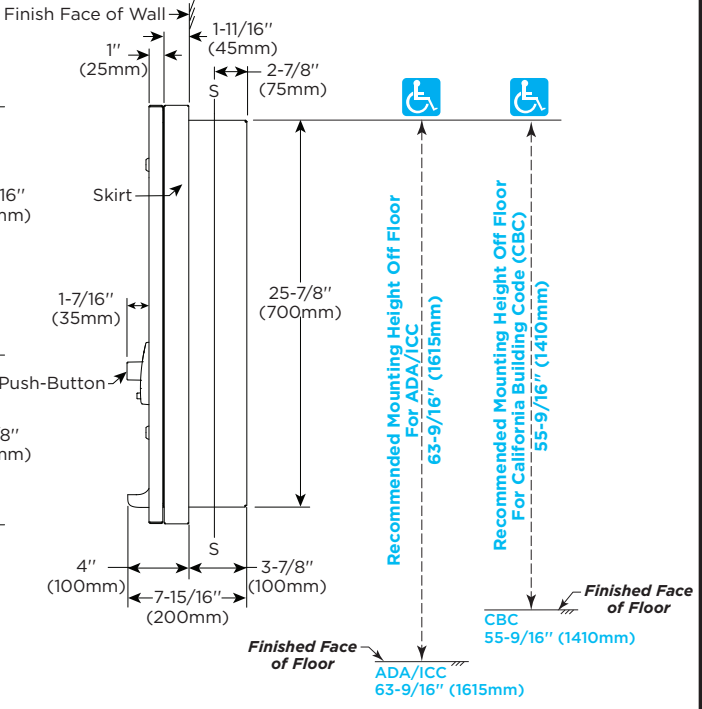 Finish Face of Wall
1-11/16"
(45mm)
1"
(25mm)
2-7/8"
(75mm)
S
16"
mm)
Skirt
1-7/16"
(35mm)
25-7/8"
(700mm)
Push-Button
8"
mm)
Recommended Mounting Height Off Floor
For ADA/ICC
63-9/16" (1615mm)
Recommended Mounting Height Off Floor
For California Building Code (CBC)
55-9/16" (1410mm)
S
4"
(100mm)
3-7/8"
(100mm)
7-15/16"
(200mm)
Finished Face
of Floor
CBC
55-9/16" (1410mm)
Finished Face
of Floor
ADA/ICC
63-9/16" (1615mm)